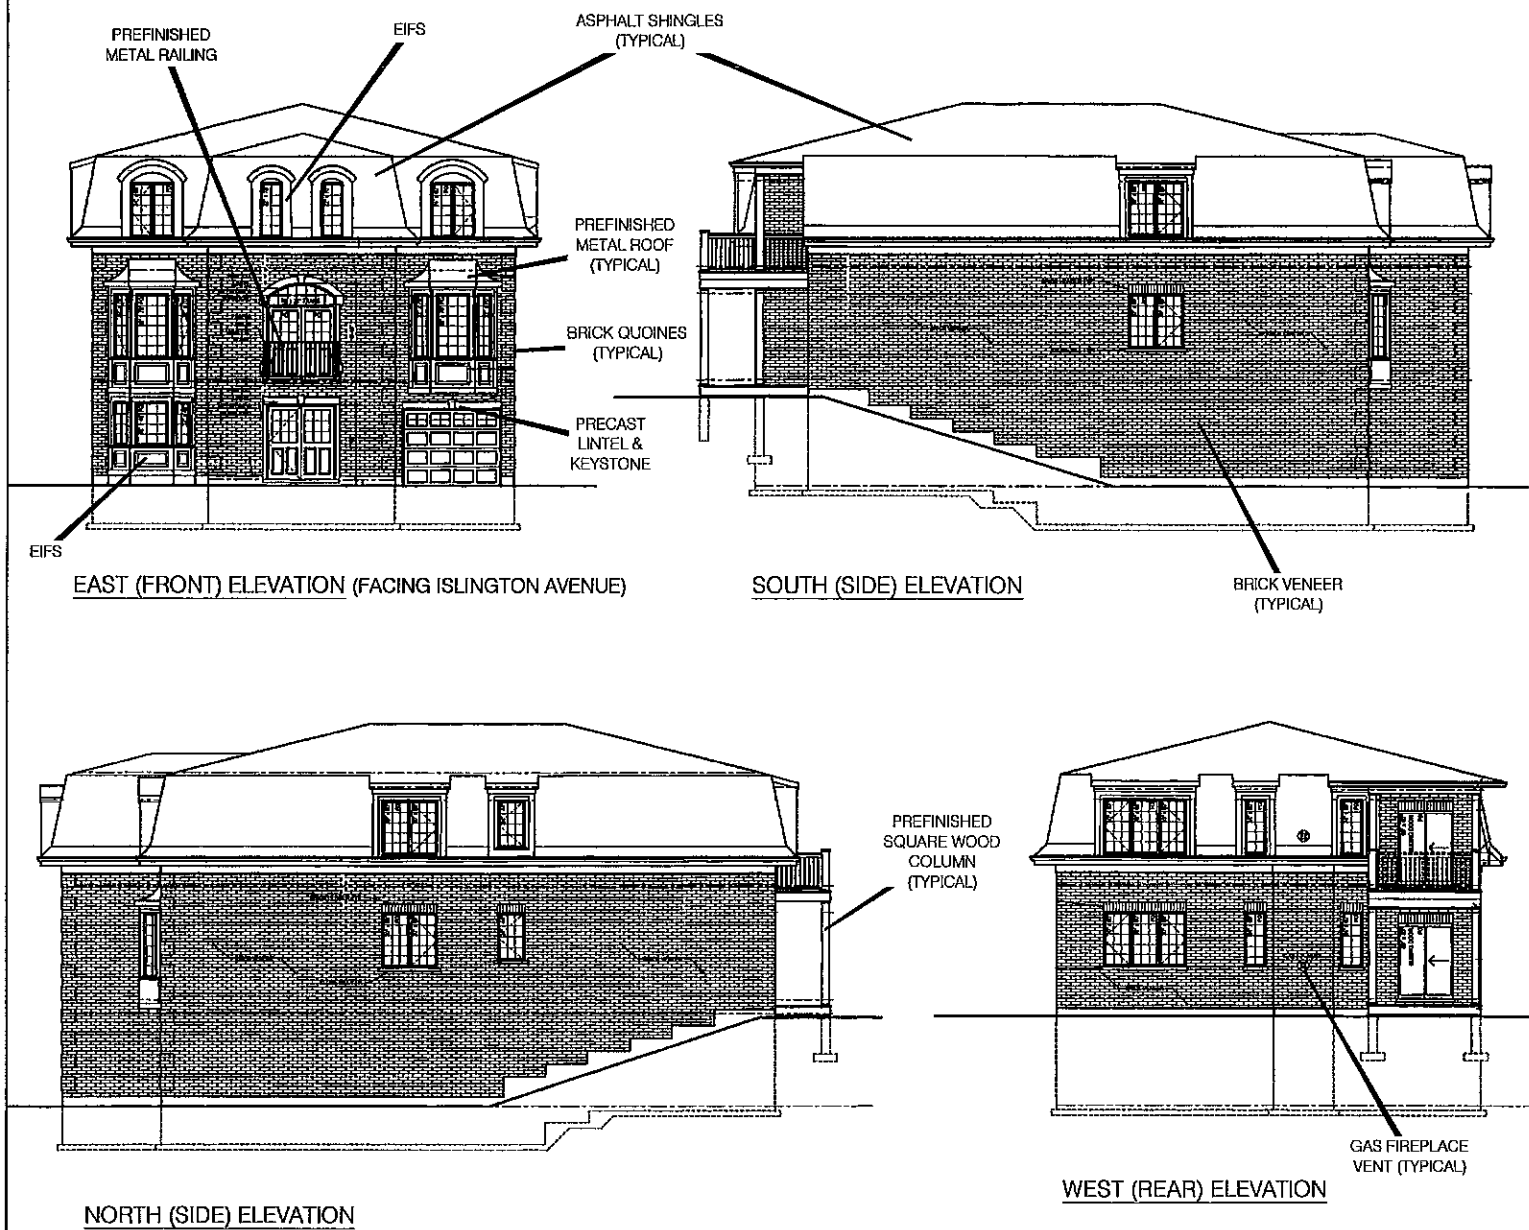 PREFINISHED
METAL RAILING
EIFS
ASPHALT SHINGLES
(TYPICAL)
PREFINISHED
METAL ROOF
(TYPICAL)
BRICK QUOINES
(TYPICAL)
PRECAST
LINTEL &
KEYSTONE
EIFS
EAST (FRONT) ELEVATION (FACING ISLINGTON AVENUE)
SOUTH (SIDE) ELEVATION
BRICK VENEER
(TYPICAL)
PREFINISHED
SQUARE WOOD
COLUMN
(TYPICAL)
GAS FIREPLACE
VENT (TYPICAL)
NORTH (SIDE) ELEVATION
WEST (REAR) ELEVATION